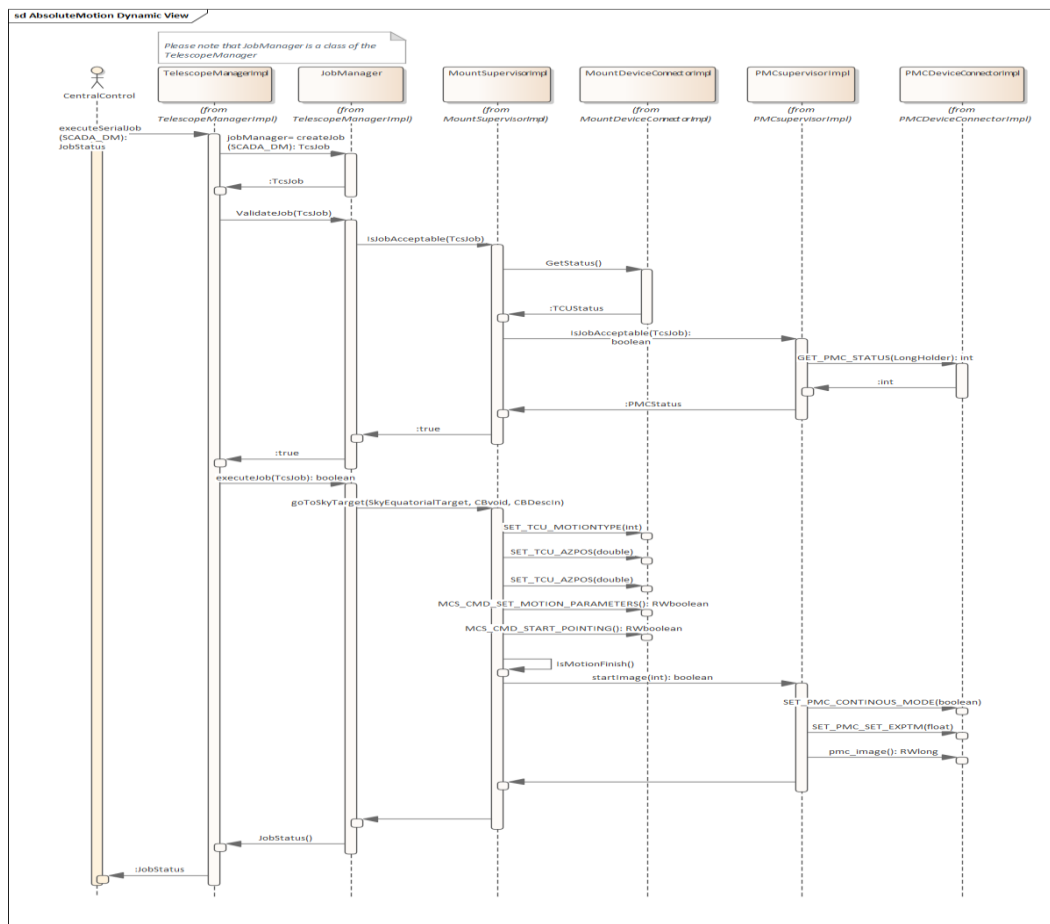 sd AbsoluteMotion Dynamic View
Please note that JobManager is a class of the
TelescopeManager
CentralControl
TelescopeManagerImpl
(from
TelescopeManagerImpl)
JobManager
(from
TelescopeManagerImpl)
MountSupervisorImpl
(from
MountSupervisorImpl)
MountDeviceConnectorImpl
(from
MountDeviceConnectorImpl)
PMCsupervisorImpl
(from
PMCsupervisorImpl)
PMCDeviceConnectorImpl
(from
PMCDeviceConnectorImpl)
executeSerialJob
(SCADA_DM):
JobStatus
jobManager= createJob
(SCADA_DM): TcsJob
:TcsJob
ValidateJob(TcsJob)
IsJobAcceptable(TcsJob)
GetStatus()
:TCUStatus
IsJobAcceptable(TcsJob):
boolean
GET_PMC_STATUS(LongHolder): int
:int
:PMCStatus
:true
:true
executeJob(TcsJob): boolean
goToSkyTarget(SkyEquatorialTarget, CBvoid, CBDescIn)
SET_TCU_MOTIONTYPE(int)
SET_TCU_AZPOS(double)
SET_TCU_AZPOS(double)
MCS_CMD_SET_MOTION_PARAMETERS(): RWboolean
MCS_CMD_START_POINTING(): RWboolean
isMotionFinish()
startImage(int): boolean
SET_PMC_CONTINOUS_MODE(boolean)
SET_PMC_SET_EXPTM(float)
pmc_image(): RWlong
JobStatus()
:JobStatus